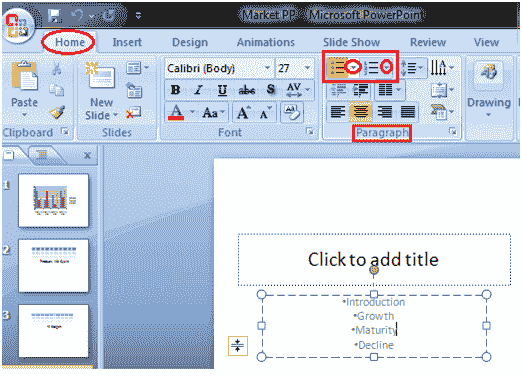 Market PP Microsoft PowerPoint
Home Insert Design Animations Slide Show Review View
Calibri (Body) 27
Paste New Slide Drawing
B I U abe S AV
A Aa A A
Clipboard Slides Font Paragraph
1
2
3
Click to add title
•Introduction
•Growth
•Maturity
•Decline